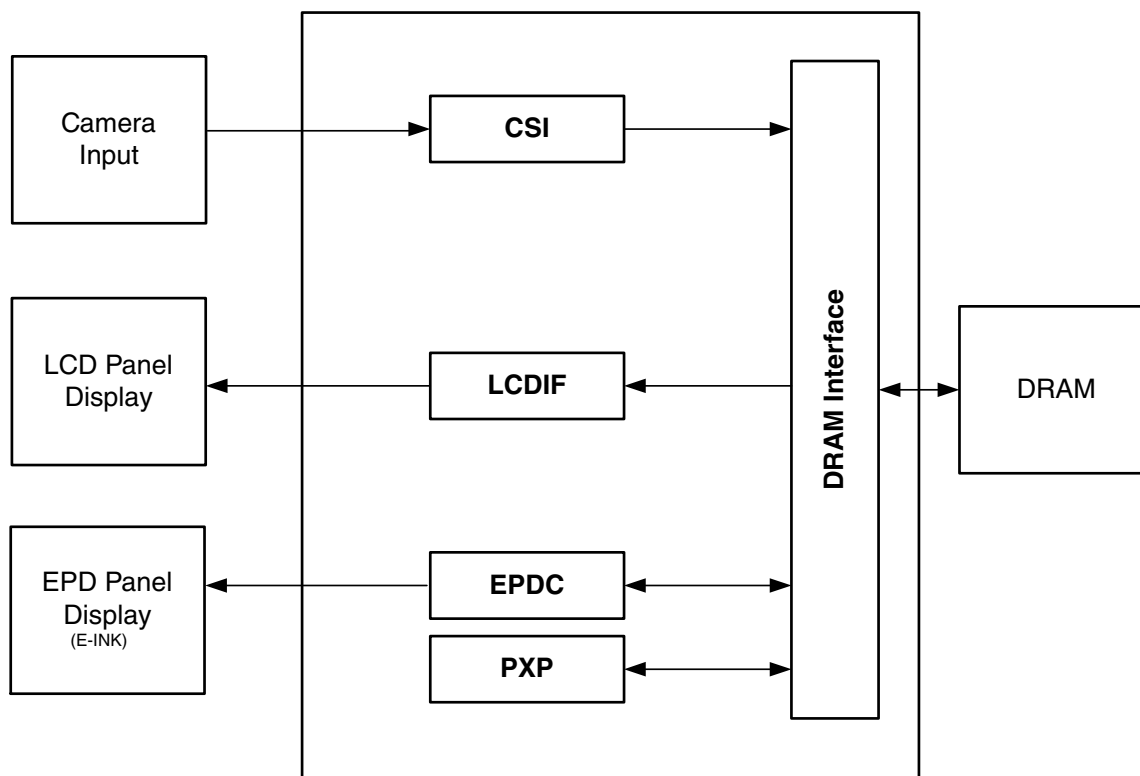 Camera
Input
CSI
LCD Panel
Display
LCDIF
DRAM Interface
DRAM
EPD Panel
Display
(E-INK)
EPDC
PXP